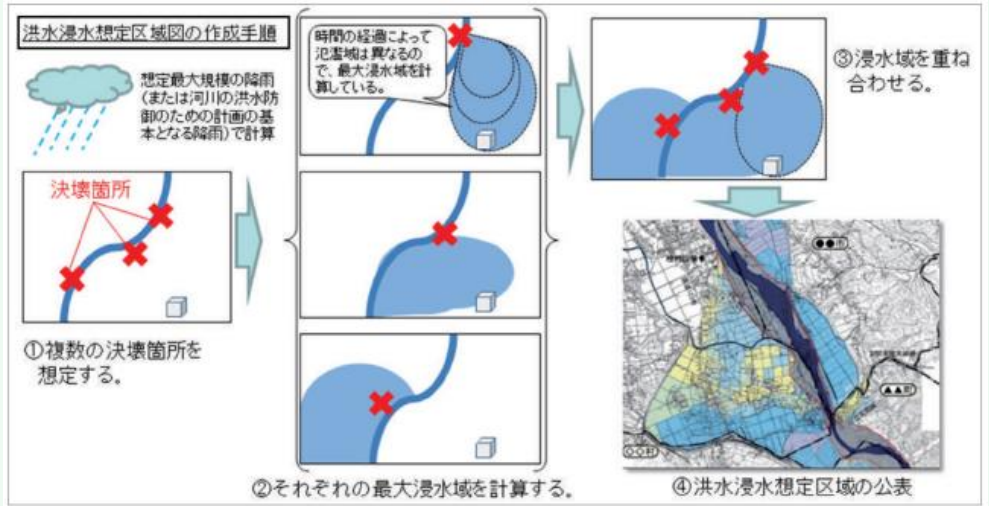 洪水浸水想定区域図の作成手順
想定最大規模の降雨
(または河川の洪水防
御のための計画の基
本となる降雨)で計算
決壊箇所
①複数の決壊箇所を
想定する。
時間の経過によって
氾濫域は異なるの
で、最大浸水域を計
算している。
②それぞれの最大浸水域を計算する。
③浸水域を重ね
合わせる。
●●市
▲▲町
○○村
④洪水浸水想定区域の公表